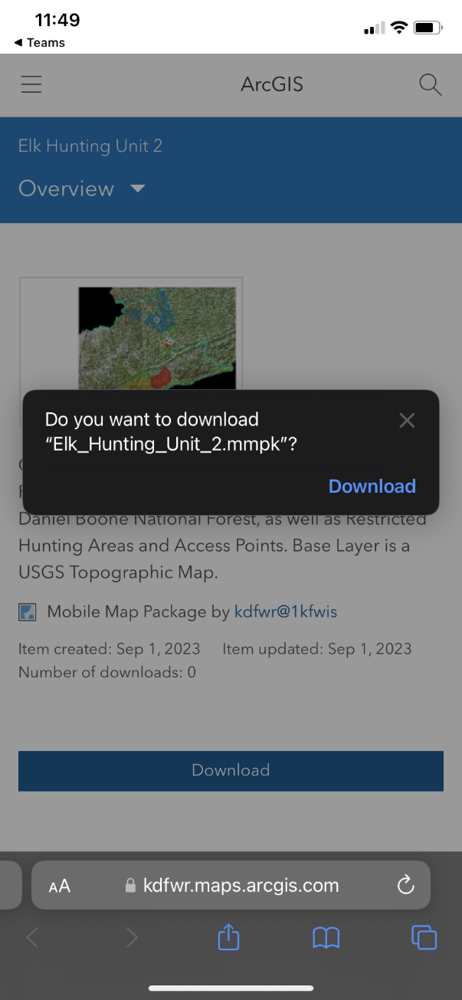 11:49
◀ Teams
ArcGIS
Elk Hunting Unit 2
Overview
Do you want to download
“Elk_Hunting_Unit_2.mmpk”?
Download
Daniel Boone National Forest, as well as Restricted
Hunting Areas and Access Points. Base Layer is a
USGS Topographic Map.
Mobile Map Package by kdfwr@1kfwis
Item created: Sep 1, 2023 Item updated: Sep 1, 2023
Number of downloads: 0
Download
AA kdfwr.maps.arcgis.com